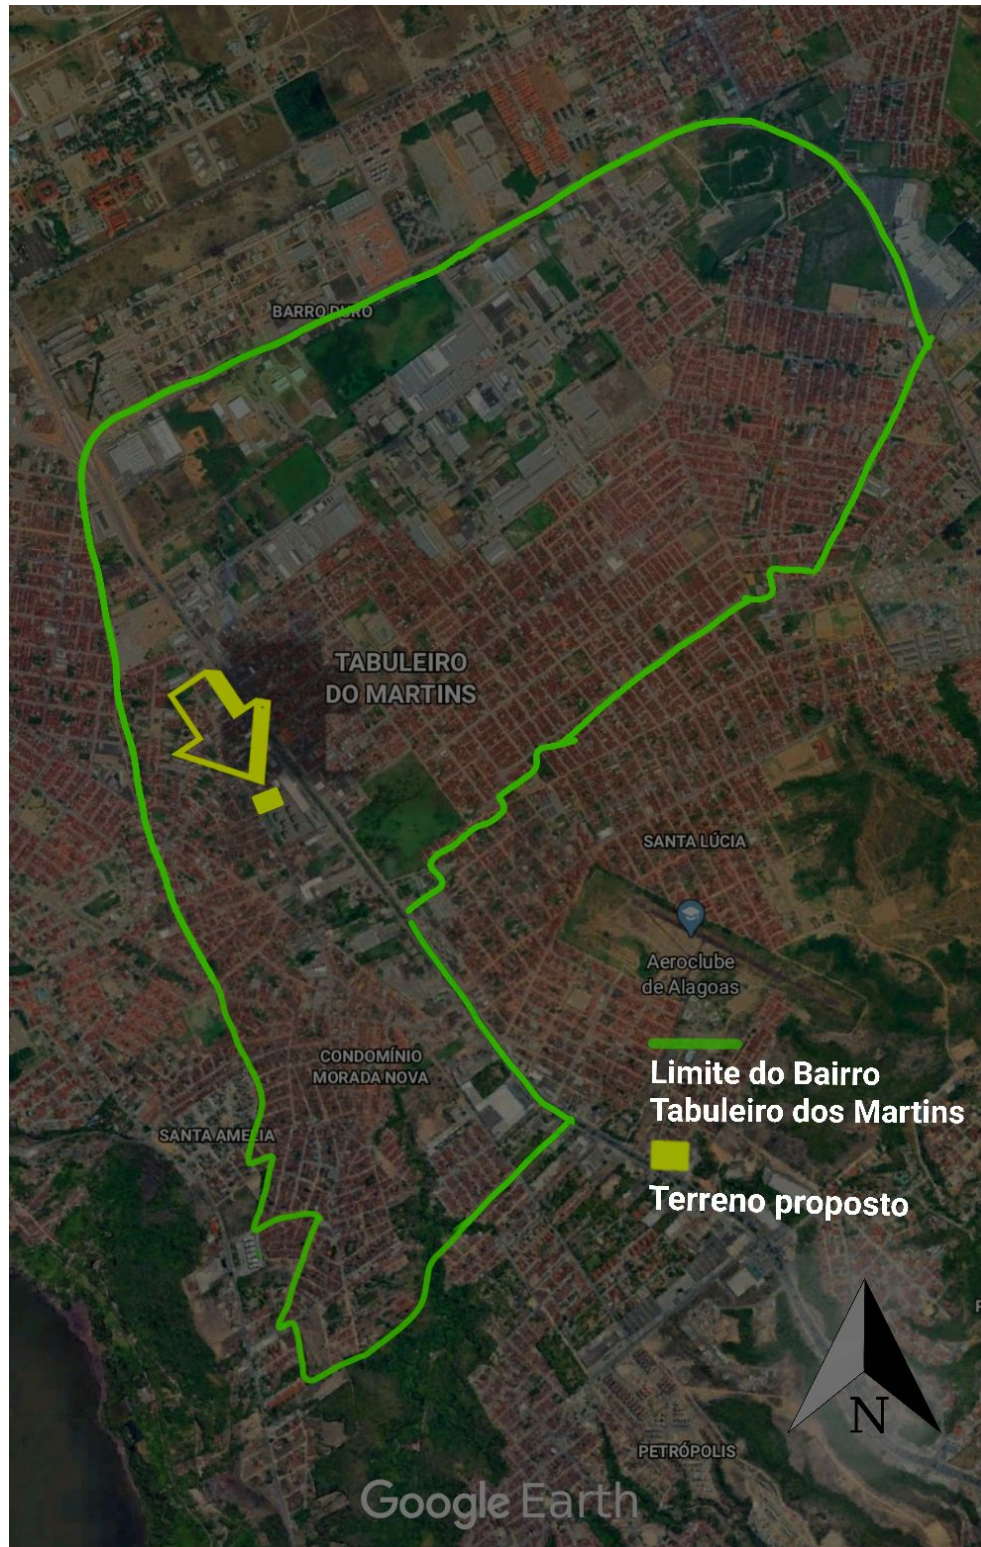 BARRO DURO
TABULEIRO
DO MARTINS
SANTA LÚCIA
Aeroclube
de Alagoas
CONDOMÍNIO
MORADA NOVA
Limite do Bairro
Tabuleiro dos Martins
SANTA AMELIA
Terreno proposto
N
PETRÓPOLIS
Google Earth